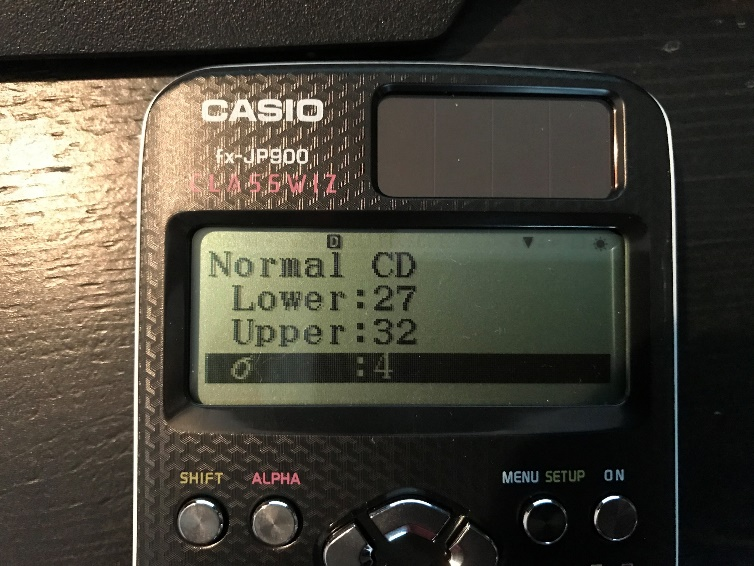 CASIO
fx-JP900
CLASSWIZ
D
Normal CD
Lower:27
Upper:32
σ :4
SHIFT ALPHA MENU SETUP ON